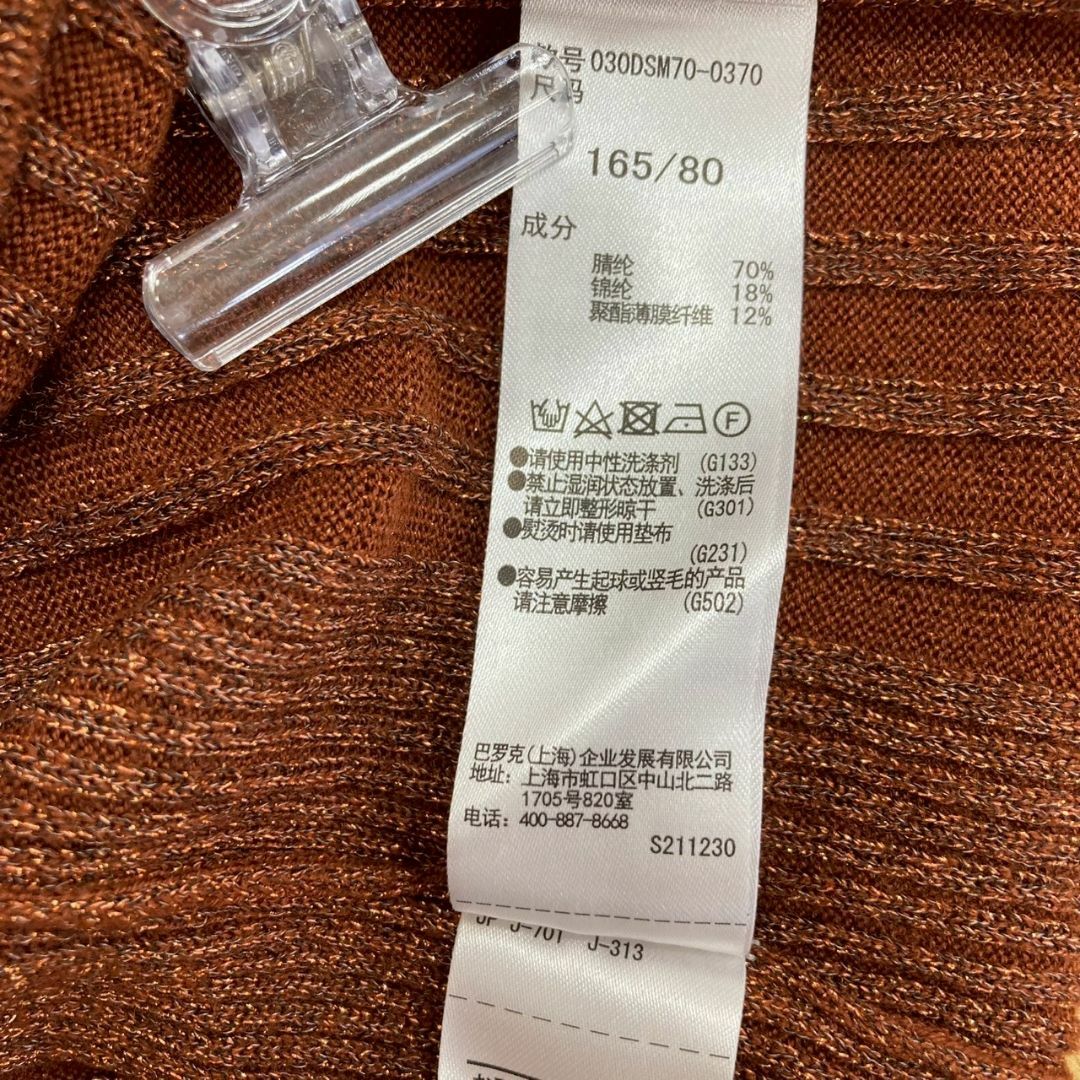 款号 030DSM70-0370
尺码
165/80
成分
腈纶 70%
锦纶 18%
聚酯薄膜纤维 12%
F
●请使用中性洗涤剂 (G133)
●禁止湿润状态放置、洗涤后
请立即整形晾干 (G301)
●熨烫时请使用垫布
(G231)
●容易产生起球或竖毛的产品
请注意摩擦 (G502)
巴罗克(上海)企业发展有限公司
地址: 上海市虹口区中山北二路
1705号820室
电话: 400-887-8668
S211230
J-701 J-313